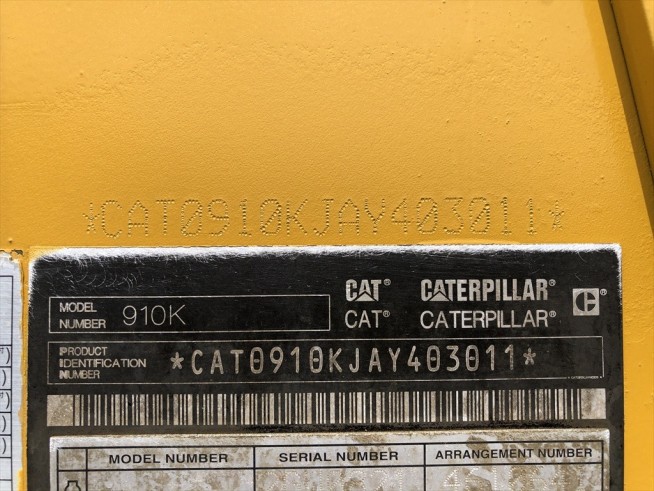 *CAT0910KJAY403011*
CAT® CATERPILLAR®
MODEL
NUMBER 910K
CAT® CATERPILLAR®
PRODUCT
IDENTIFICATION
NUMBER
*CAT0910KJAY403011*
MODEL NUMBER SERIAL NUMBER ARRANGEMENT NUMBER